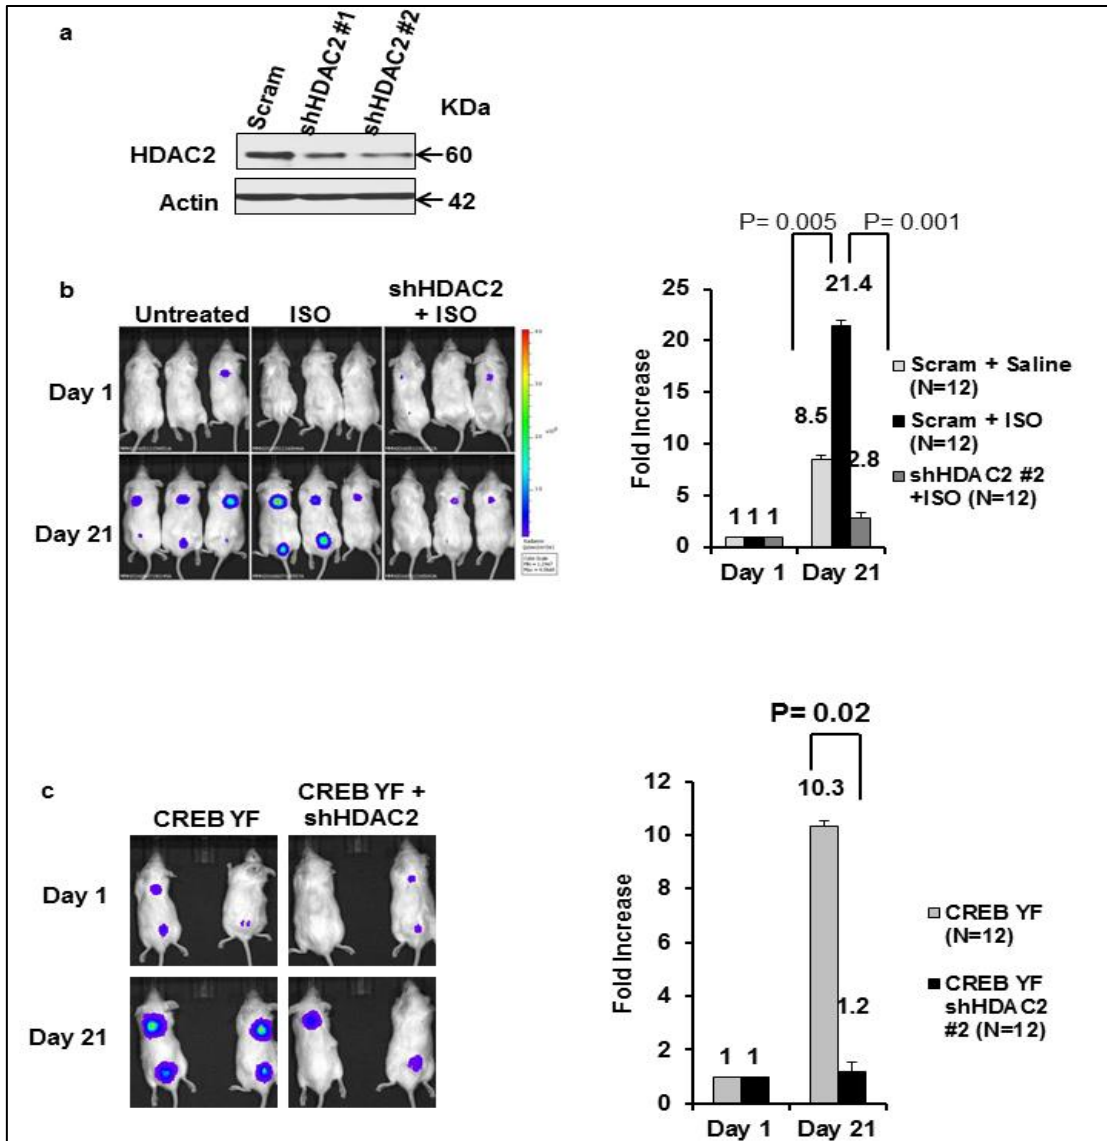 a
Scram
shHDAC2 #1
shHDAC2 #2
KDa
HDAC2
60
Actin
42
b
Untreated
ISO
shHDAC2
+ ISO
Day 1
Day 21
P= 0.005
P= 0.001
Fold Increase
25
20
15
10
5
0
1 1 1
8.5
21.4
2.8
Day 1
Day 21
Scram + Saline
(N=12)
Scram + ISO
(N=12)
shHDAC2 #2
+ISO (N=12)
c
CREB YF
CREB YF +
shHDAC2
Day 1
Day 21
P= 0.02
Fold Increase
12
10
8
6
4
2
0
1 1
10.3
1.2
Day 1
Day 21
CREB YF
(N=12)
CREB YF
shHDAC2
#2 (N=12)